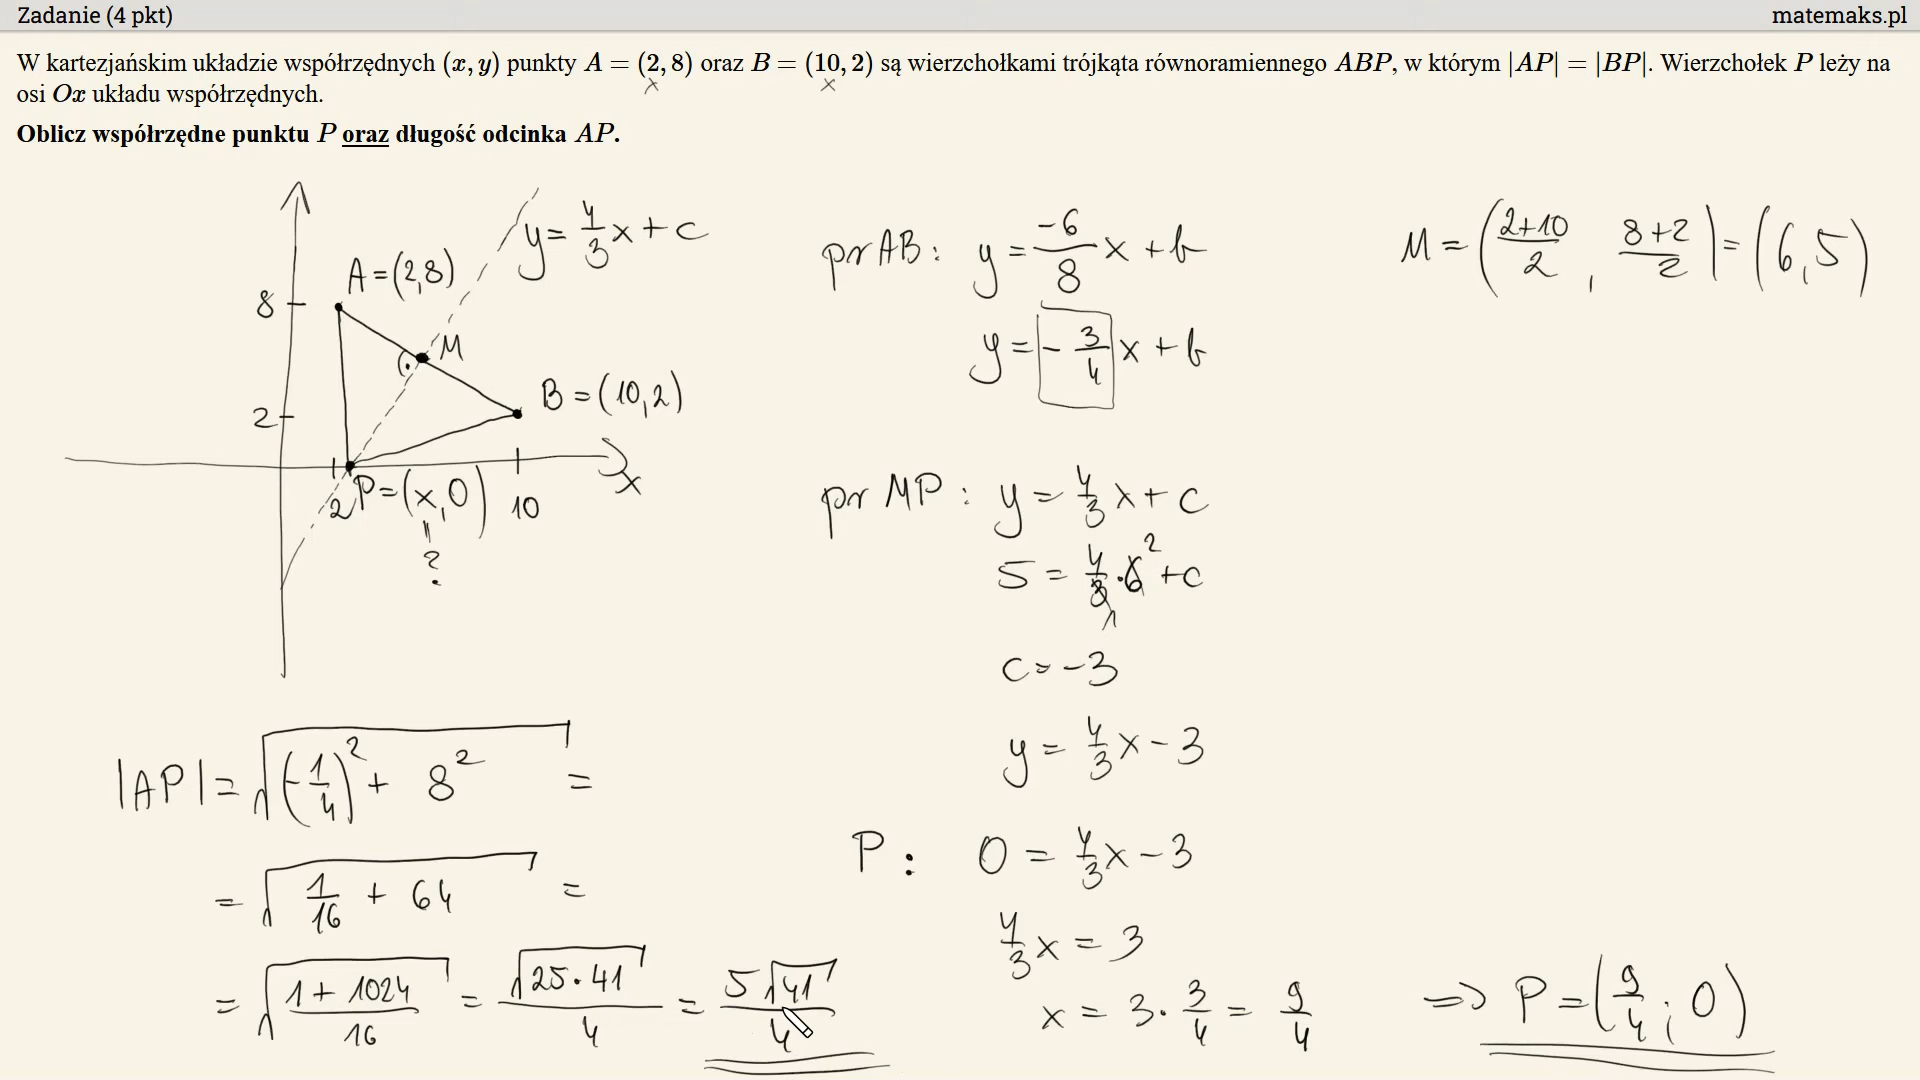 Zadanie (4 pkt)
matemaks.pl
W kartezjańskim układzie współrzędnych (x, y) punkty A = (2, 8) oraz B = (10, 2) są wierzchołkami trójkąta równoramiennego ABP, w którym |AP| = |BP|. Wierzchołek P leży na
osi Ox układu współrzędnych.
Oblicz współrzędne punktu P oraz długość odcinka AP.
y = 4/3 x + c
A = (2,8)
8
M
B = (10,2)
2
x
2
P = (x,0)
10
=
?
|AP| = √((-1/4)² + 8²) =
= √(1/16 + 64) =
= √((1 + 1024)/16) = √(25·41)/4 = 5√41/4
pr AB: y = -6/8 x + b
y = -3/4 x + b
pr MP: y = 4/3 x + c
5 = 4/3 · 6 2 + c
1
c = -3
y = 4/3 x - 3
P: 0 = 4/3 x - 3
4/3 x = 3
x = 3 · 3/4 = 9/4 ⇒ P = (9/4 ; 0)
M = ((2+10)/2 , (8+2)/2) = (6,5)